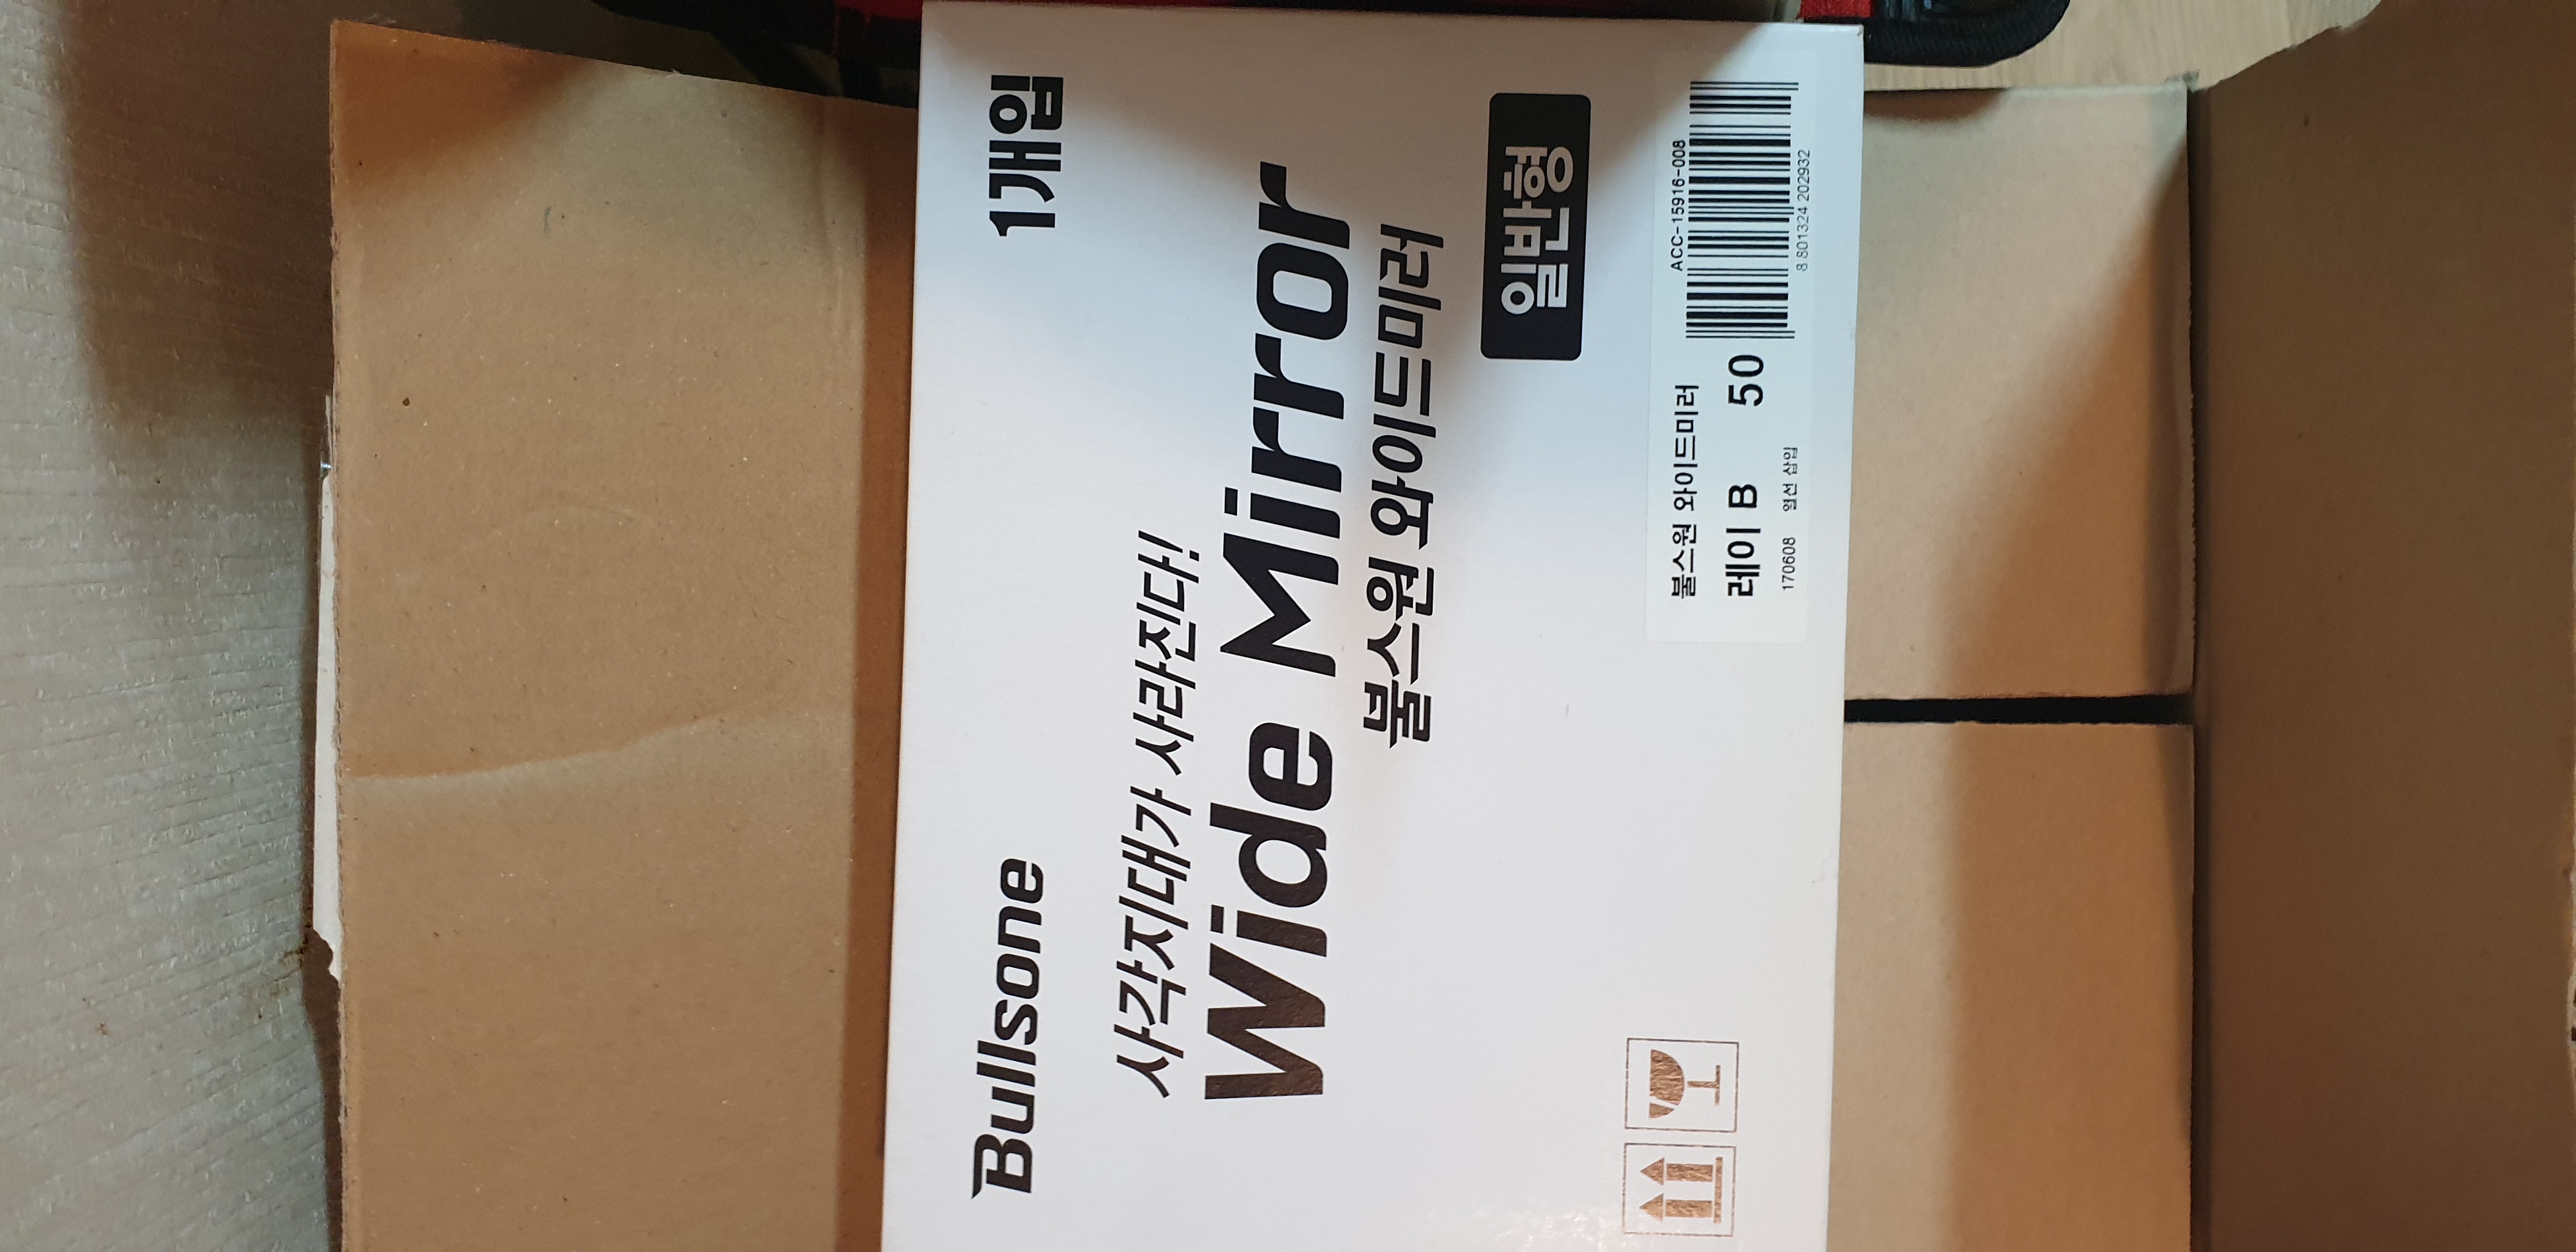 Bullsone
1개입
사각지대가 사라진다!
Wide Mirror
불스원 와이드미러
일반형
불스원 와이드미러
ACC-15916-008
레이 B 50
170608 열선 삽입
8 801324 202932